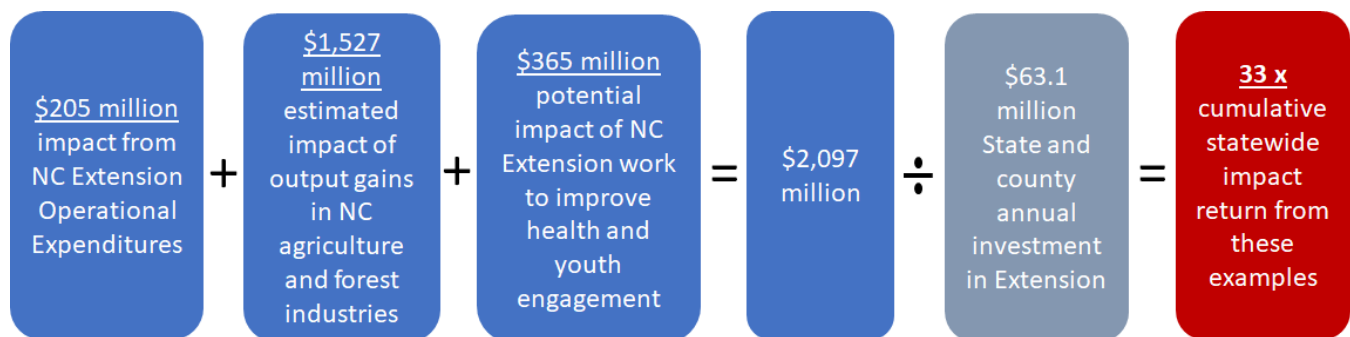 $205 million
impact from
NC Extension
Operational
Expenditures
+
$1,527
million
estimated
impact of
output gains
in NC
agriculture
and forest
industries
+
$365 million
potential
impact of NC
Extension work
to improve
health and
youth
engagement
=
$2,097
million
÷
$63.1
million
State and
county
annual
investment
in Extension
=
33 x
cumulative
statewide
impact
return from
these
examples